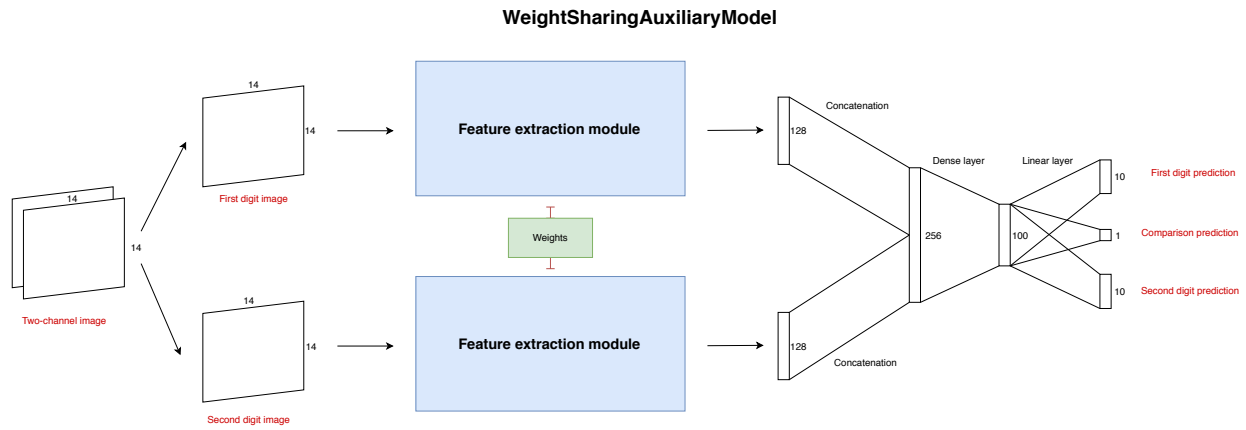 WeightSharingAuxiliaryModel
14
14
First digit image
Feature extraction module
128
Concatenation
14
14
Two-channel image
Weights
14
14
Second digit image
Feature extraction module
128
Concatenation
256
Dense layer
100
Linear layer
10
First digit prediction
1
Comparison prediction
10
Second digit prediction